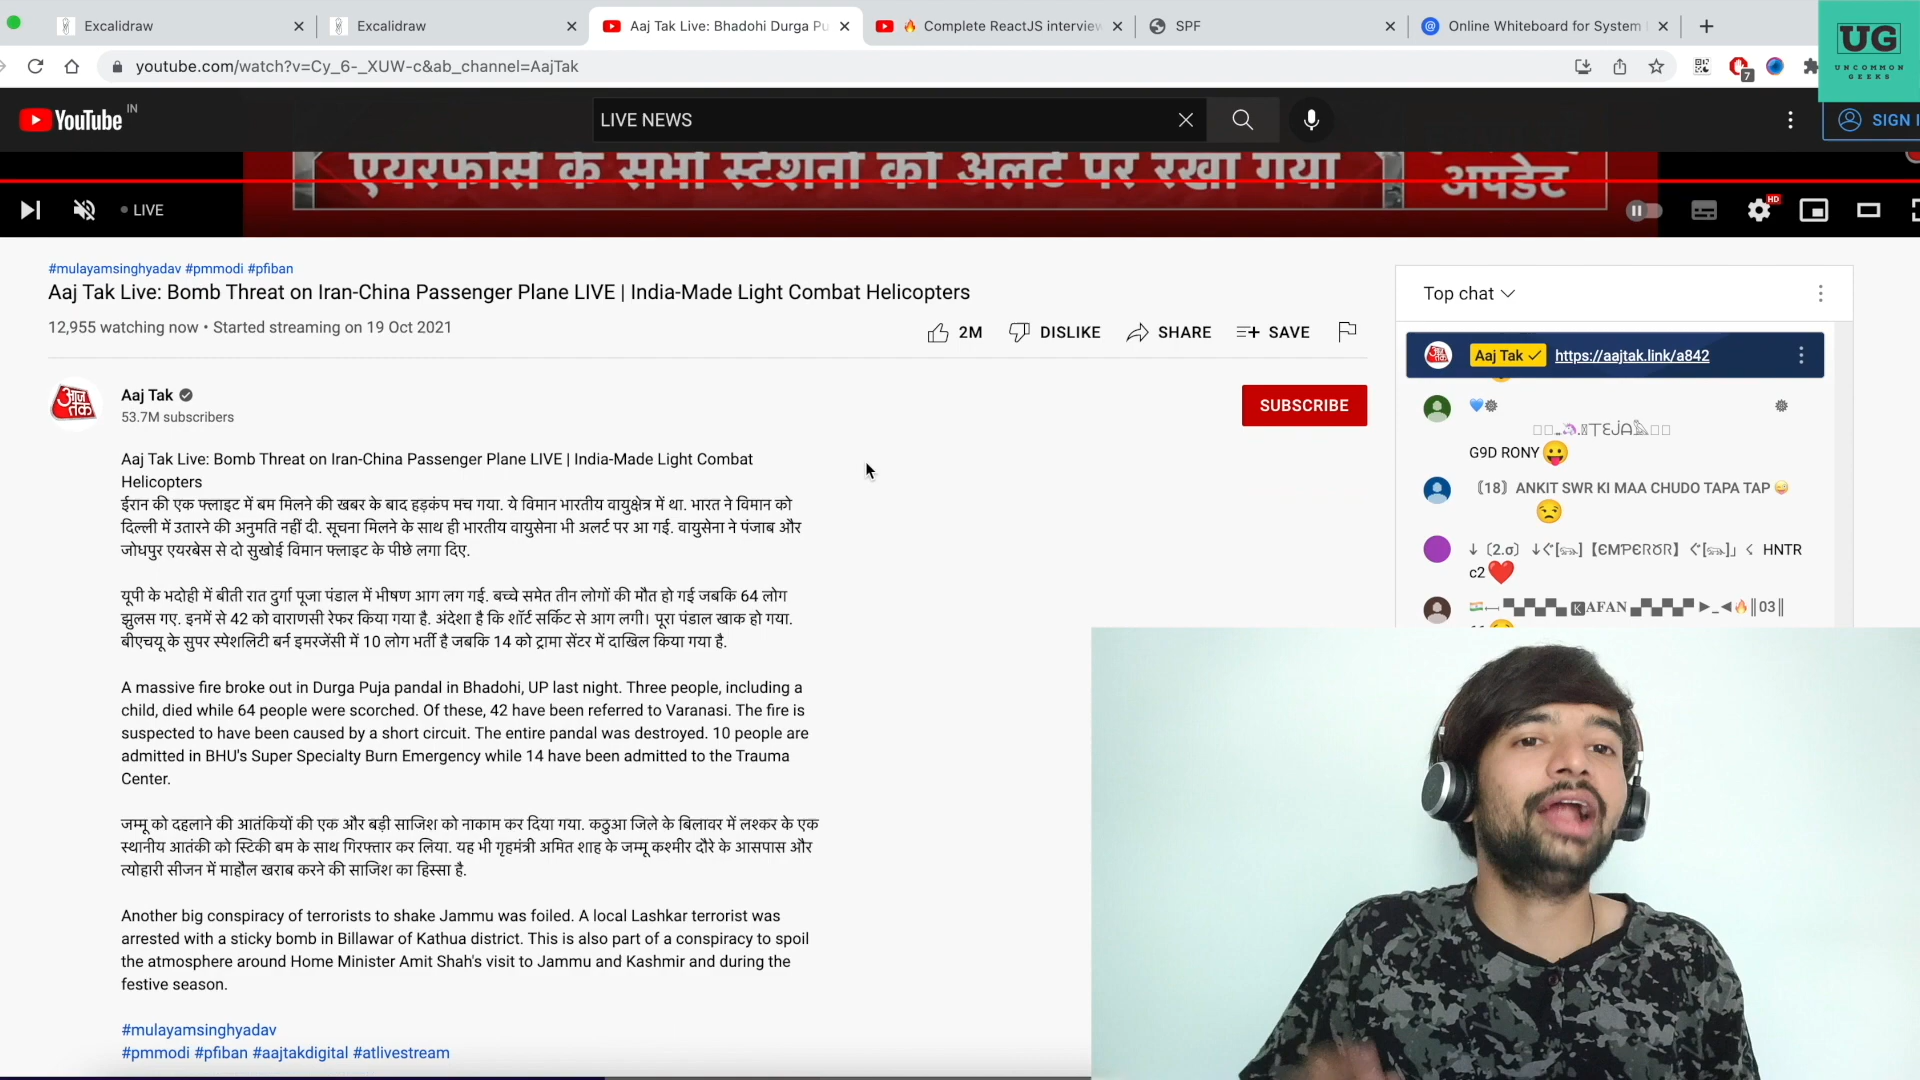 Excalidraw
Excalidraw
Aaj Tak Live: Bhadohi Durga Pu
🔥 Complete ReactJS interview
SPF
Online Whiteboard for System
UG
UNCOMMON
GEEKS
youtube.com/watch?v=Cy_6-_XUW-c&ab_channel=AajTak
7
YouTube IN
LIVE NEWS
SIGN I
एयरफोर्स के सभी स्टेशनों को अलर्ट पर रखा गया
अपडेट
LIVE
HD
#mulayamsinghyadav #pmmodi #pfiban
Aaj Tak Live: Bomb Threat on Iran-China Passenger Plane LIVE | India-Made Light Combat Helicopters
12,955 watching now • Started streaming on 19 Oct 2021
2M
DISLIKE
SHARE
SAVE
आज तक
Aaj Tak
53.7M subscribers
SUBSCRIBE
Aaj Tak Live: Bomb Threat on Iran-China Passenger Plane LIVE | India-Made Light Combat
Helicopters
ईरान की एक फ्लाइट में बम मिलने की खबर के बाद हड़कंप मच गया. ये विमान भारतीय वायुक्षेत्र में था. भारत ने विमान को
दिल्ली में उतारने की अनुमति नहीं दी. सूचना मिलने के साथ ही भारतीय वायुसेना भी अलर्ट पर आ गई. वायुसेना ने पंजाब और
जोधपुर एयरबेस से दो सुखोई विमान फ्लाइट के पीछे लगा दिए.
यूपी के भदोही में बीती रात दुर्गा पूजा पंडाल में भीषण आग लग गई. बच्चे समेत तीन लोगों की मौत हो गई जबकि 64 लोग
झुलस गए. इनमें से 42 को वाराणसी रेफर किया गया है. अंदेशा है कि शॉर्ट सर्किट से आग लगी। पूरा पंडाल खाक हो गया.
बीएचयू के सुपर स्पेशलिटी बर्न इमरजेंसी में 10 लोग भर्ती है जबकि 14 को ट्रामा सेंटर में दाखिल किया गया है.
A massive fire broke out in Durga Puja pandal in Bhadohi, UP last night. Three people, including a
child, died while 64 people were scorched. Of these, 42 have been referred to Varanasi. The fire is
suspected to have been caused by a short circuit. The entire pandal was destroyed. 10 people are
admitted in BHU's Super Specialty Burn Emergency while 14 have been admitted to the Trauma
Center.
जम्मू को दहलाने की आतंकियों की एक और बड़ी साजिश को नाकाम कर दिया गया. कठुआ जिले के बिलावर में लश्कर के एक
स्थानीय आतंकी को स्टिकी बम के साथ गिरफ्तार कर लिया. यह भी गृहमंत्री अमित शाह के जम्मू कश्मीर दौरे के आसपास और
त्योहारी सीजन में माहौल खराब करने की साजिश का हिस्सा है.
Another big conspiracy of terrorists to shake Jammu was foiled. A local Lashkar terrorist was
arrested with a sticky bomb in Billawar of Kathua district. This is also part of a conspiracy to spoil
the atmosphere around Home Minister Amit Shah's visit to Jammu and Kashmir and during the
festive season.
#mulayamsinghyadav
#pmmodi #pfiban #aajtakdigital #atlivestream
Top chat
Aaj Tak https://aajtak.link/a842
G9D RONY 😛
〔18〕ANKIT SWR KI MAA CHUDO TAPA TAP 😜
HNTR
c2 ❤️
KAFAN
║03║